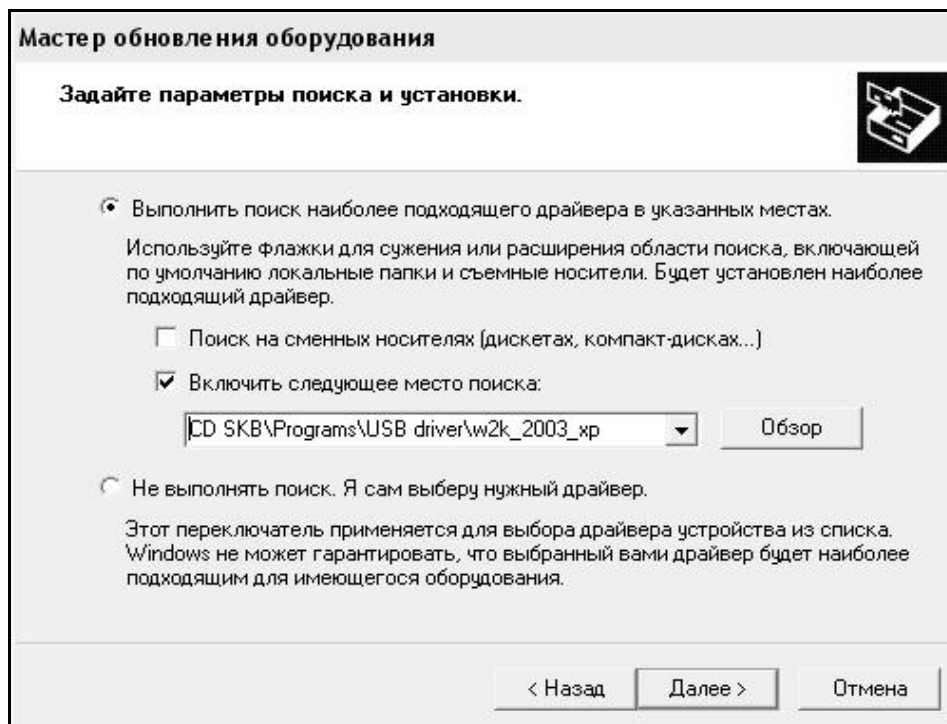 Мастер обновления оборудования
Задайте параметры поиска и установки.
Выполнить поиск наиболее подходящего драйвера в указанных местах.
Используйте флажки для сужения или расширения области поиска, включающей
по умолчанию локальные папки и съемные носители. Будет установлен наиболее
подходящий драйвер.
Поиск на сменных носителях (дискетах, компакт-дисках...)
Включить следующее место поиска:
CD SKB\Programs\USB driver\w2k_2003_xp
Обзор
Не выполнять поиск. Я сам выберу нужный драйвер.
Этот переключатель применяется для выбора драйвера устройства из списка.
Windows не может гарантировать, что выбранный вами драйвер будет наиболее
подходящим для имеющегося оборудования.
< Назад
Далее >
Отмена